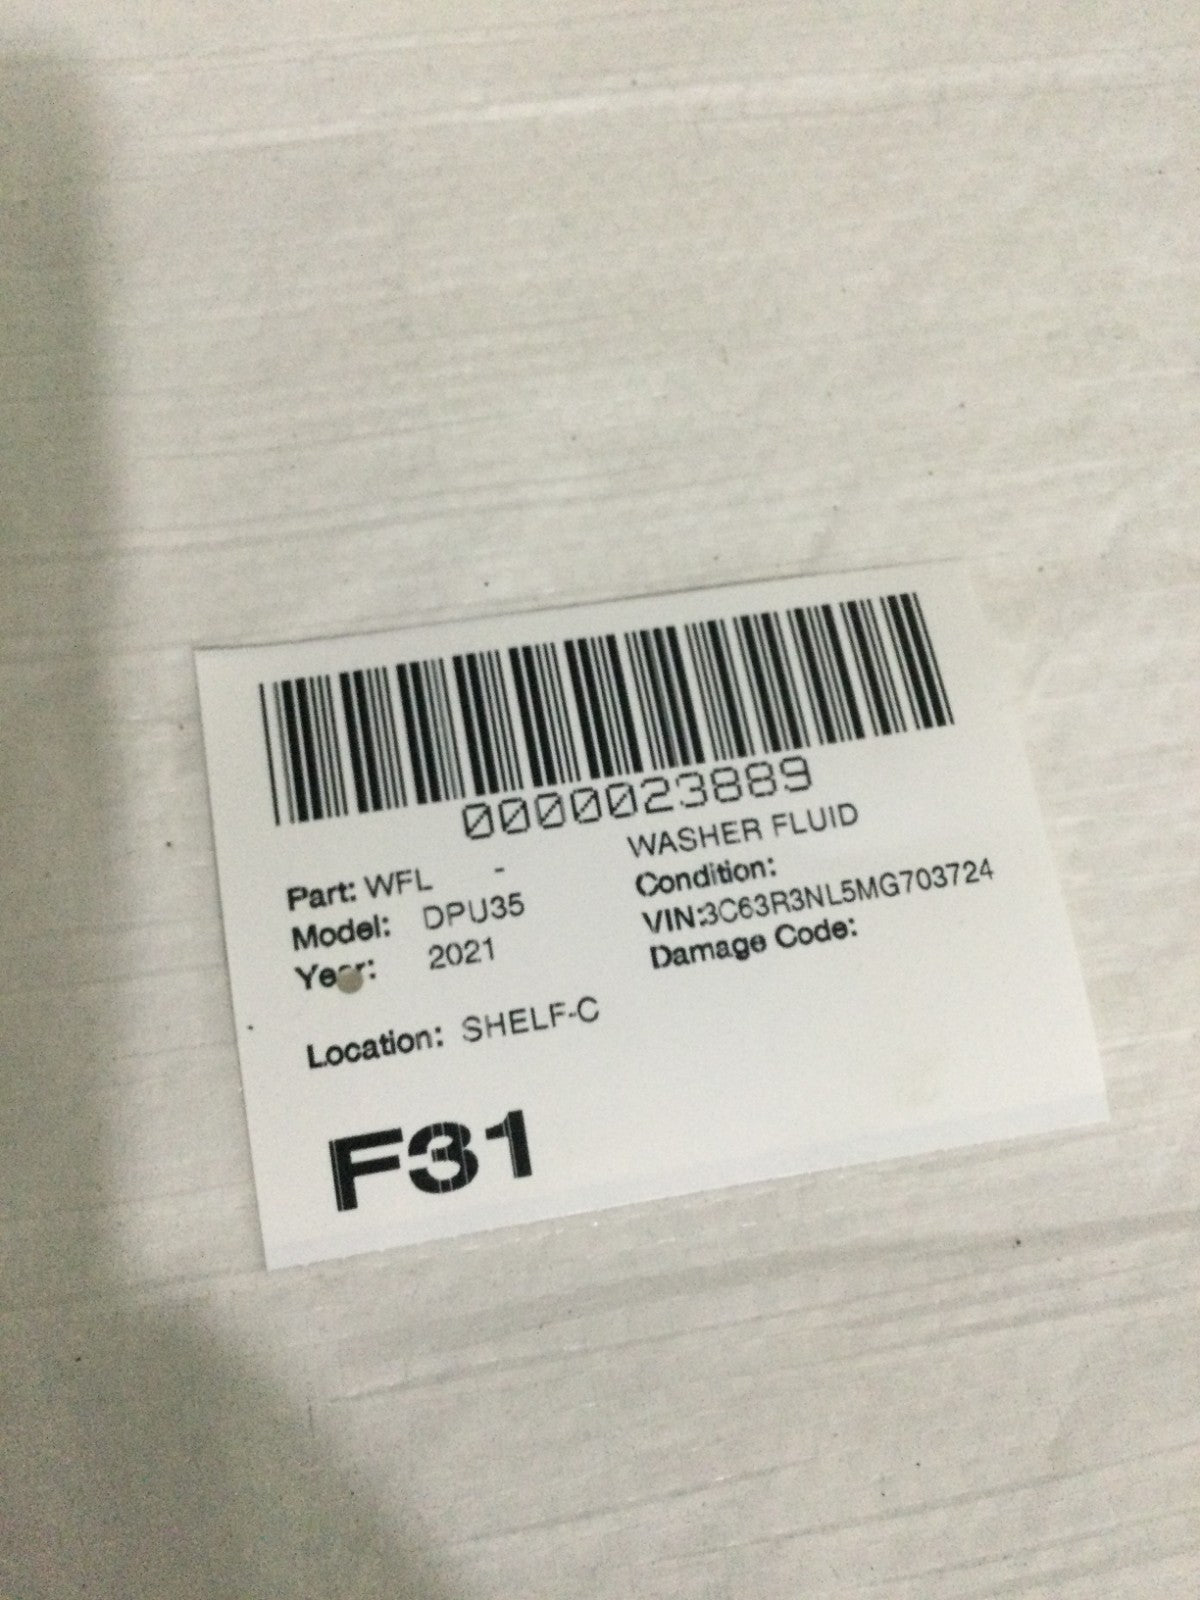 0000023889
Part: WFL - WASHER FLUID
Model: DPU35 Condition:
Year: 2021 VIN:3C63R3NL5MG703724
Damage Code:
Location: SHELF-C
F31